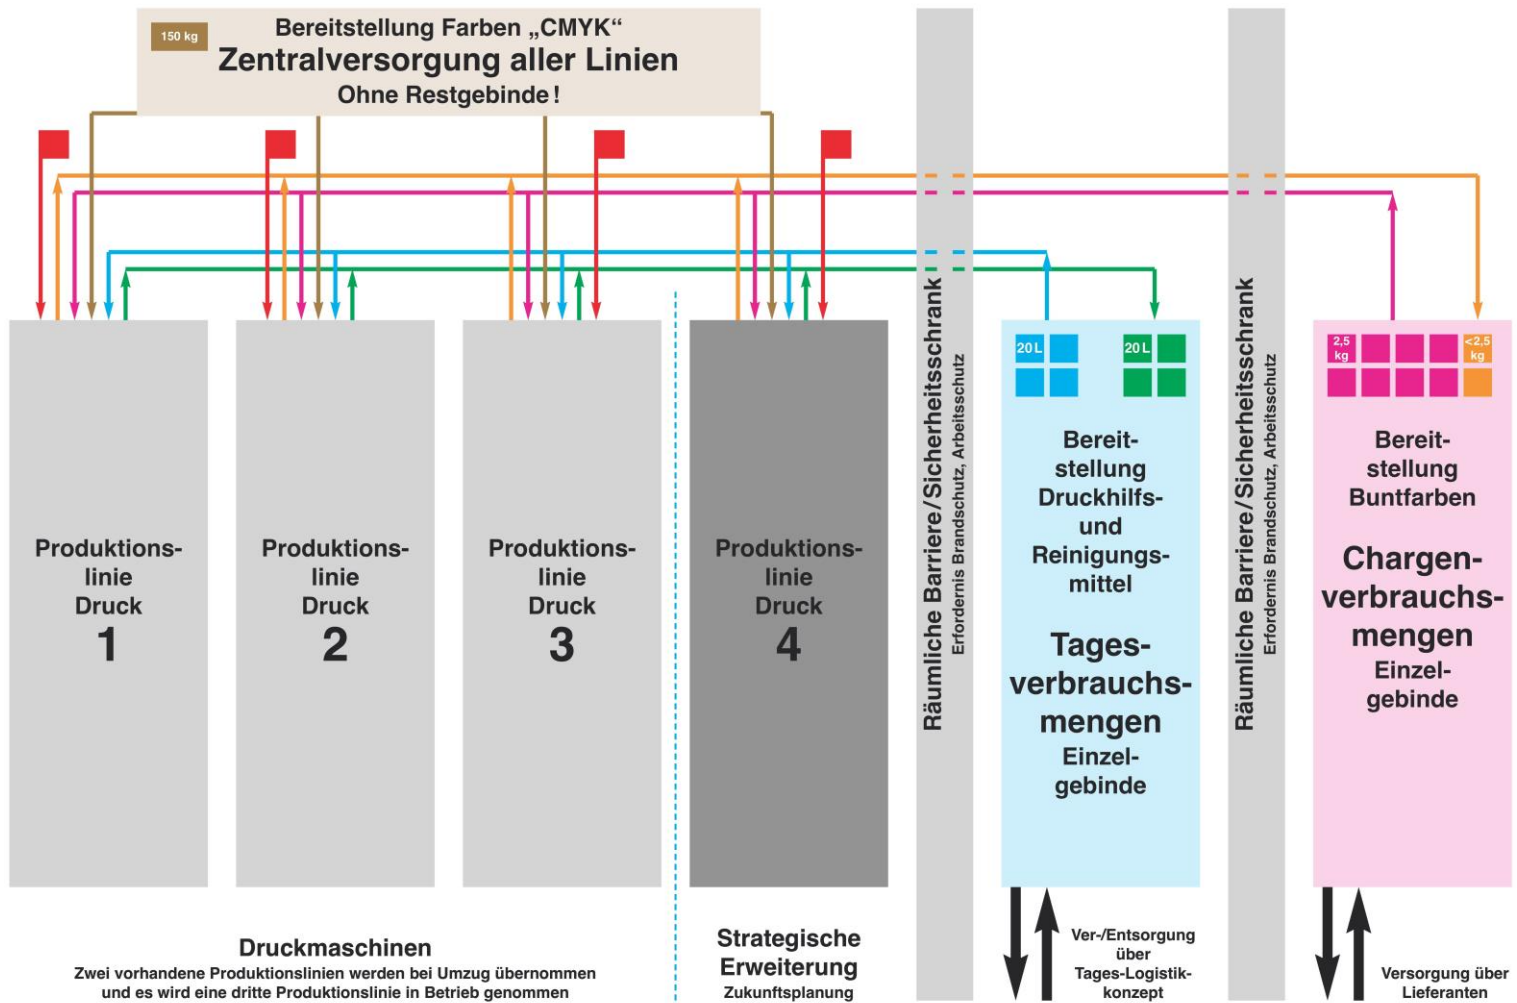 150 kg
Bereitstellung Farben „CMYK“
Zentralversorgung aller Linien
Ohne Restgebinde!
Produktions-
linie
Druck
1
Produktions-
linie
Druck
2
Produktions-
linie
Druck
3
Produktions-
linie
Druck
4
Räumliche Barriere/Sicherheitsschrank
Erfordernis Brandschutz, Arbeitsschutz
20 L
20 L
Bereit-
stellung
Druckhilfs-
und
Reinigungs-
mittel
Tages-
verbrauchs-
mengen
Einzel-
gebinde
Räumliche Barriere/Sicherheitsschrank
Erfordernis Brandschutz, Arbeitsschutz
2,5
kg
<2,5
kg
Bereit-
stellung
Buntfarben
Chargen-
verbrauchs-
mengen
Einzel-
gebinde
Druckmaschinen
Zwei vorhandene Produktionslinien werden bei Umzug übernommen
und es wird eine dritte Produktionslinie in Betrieb genommen
Strategische
Erweiterung
Zukunftsplanung
Ver-/Entsorgung
über
Tages-Logistik-
konzept
Versorgung über
Lieferanten